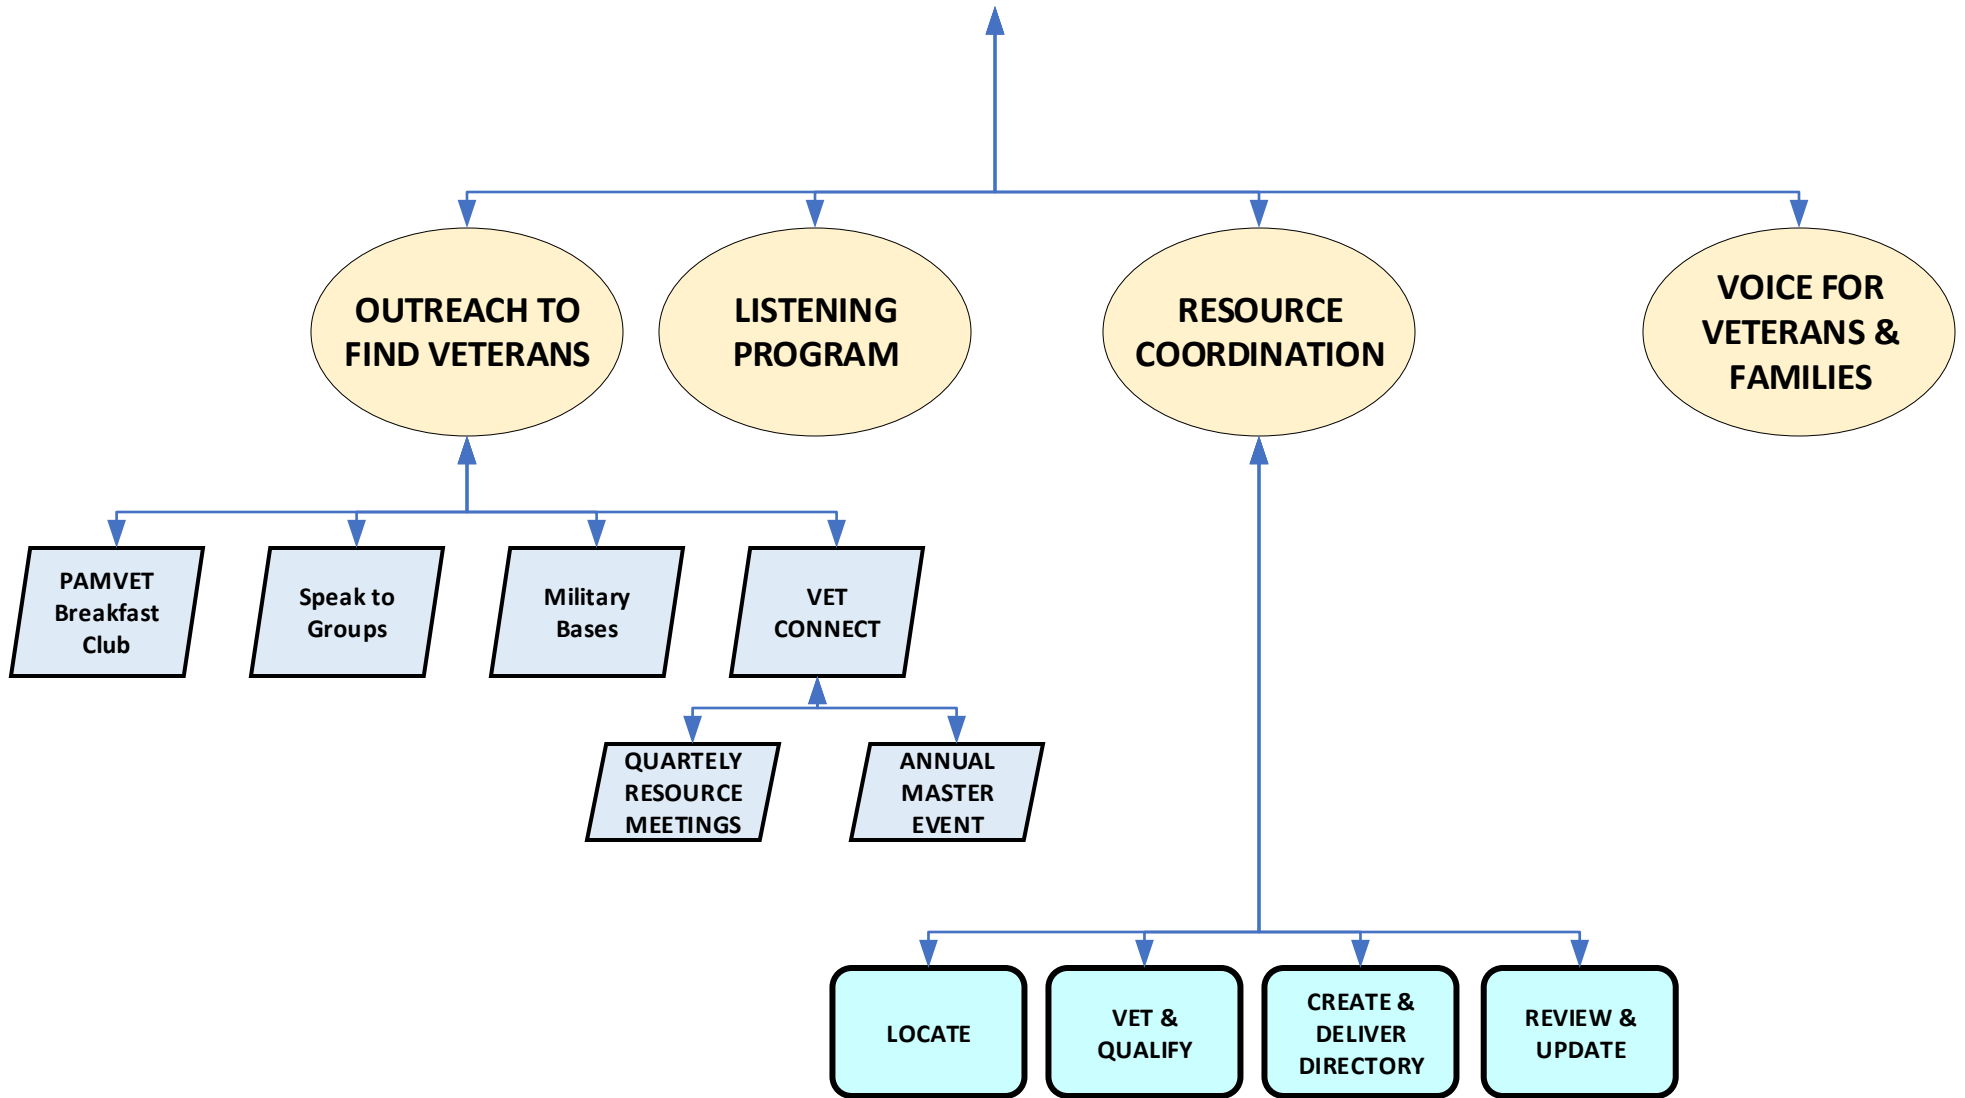 OUTREACH TO
FIND VETERANS
LISTENING
PROGRAM
RESOURCE
COORDINATION
VOICE FOR
VETERANS &
FAMILIES
PAMVET
Breakfast
Club
Speak to
Groups
Military
Bases
VET
CONNECT
QUARTELY
RESOURCE
MEETINGS
ANNUAL
MASTER
EVENT
LOCATE
VET &
QUALIFY
CREATE &
DELIVER
DIRECTORY
REVIEW &
UPDATE